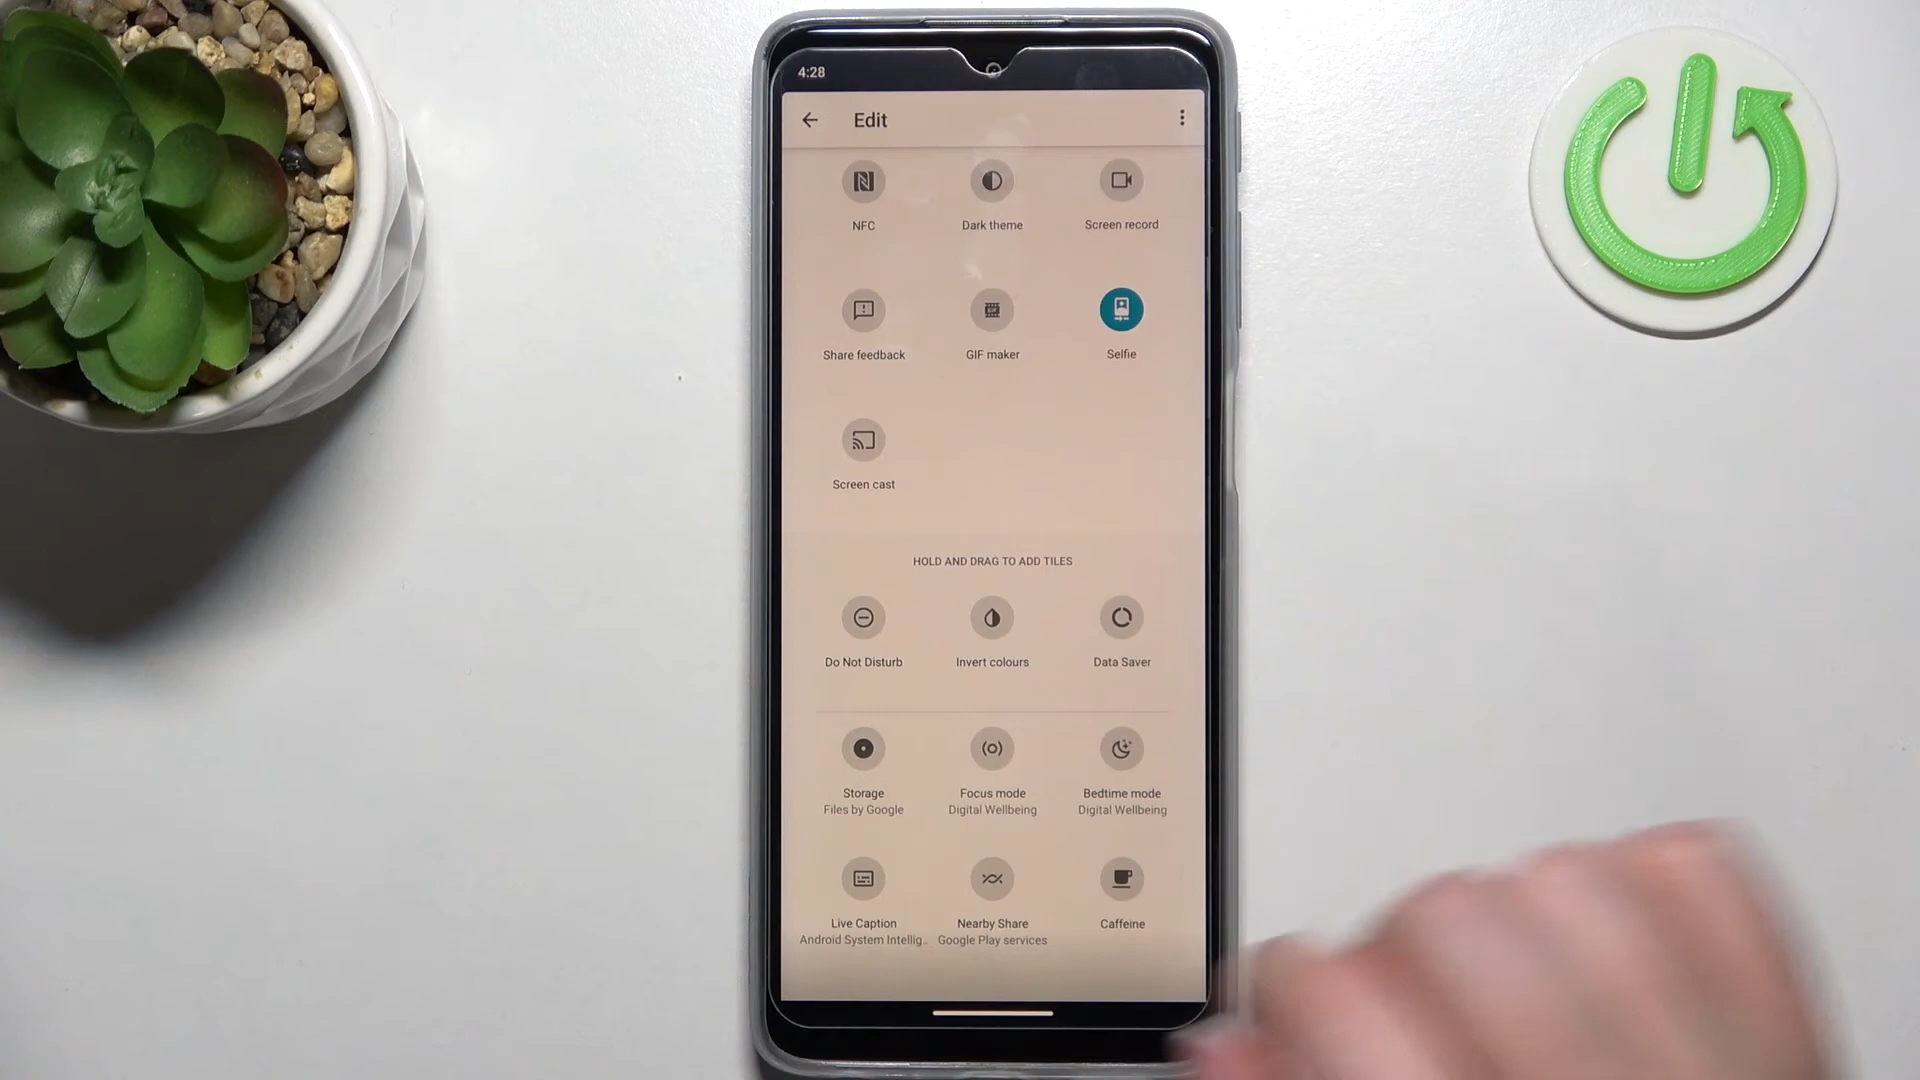 4:28
Edit
NFC Dark theme Screen record
Share feedback GIF maker Selfie
Screen cast
HOLD AND DRAG TO ADD TILES
Do Not Disturb Invert colours Data Saver
Storage Focus mode Bedtime mode
Files by Google Digital Wellbeing Digital Wellbeing
Live Caption Nearby Share Caffeine
Android System Intellig.. Google Play services